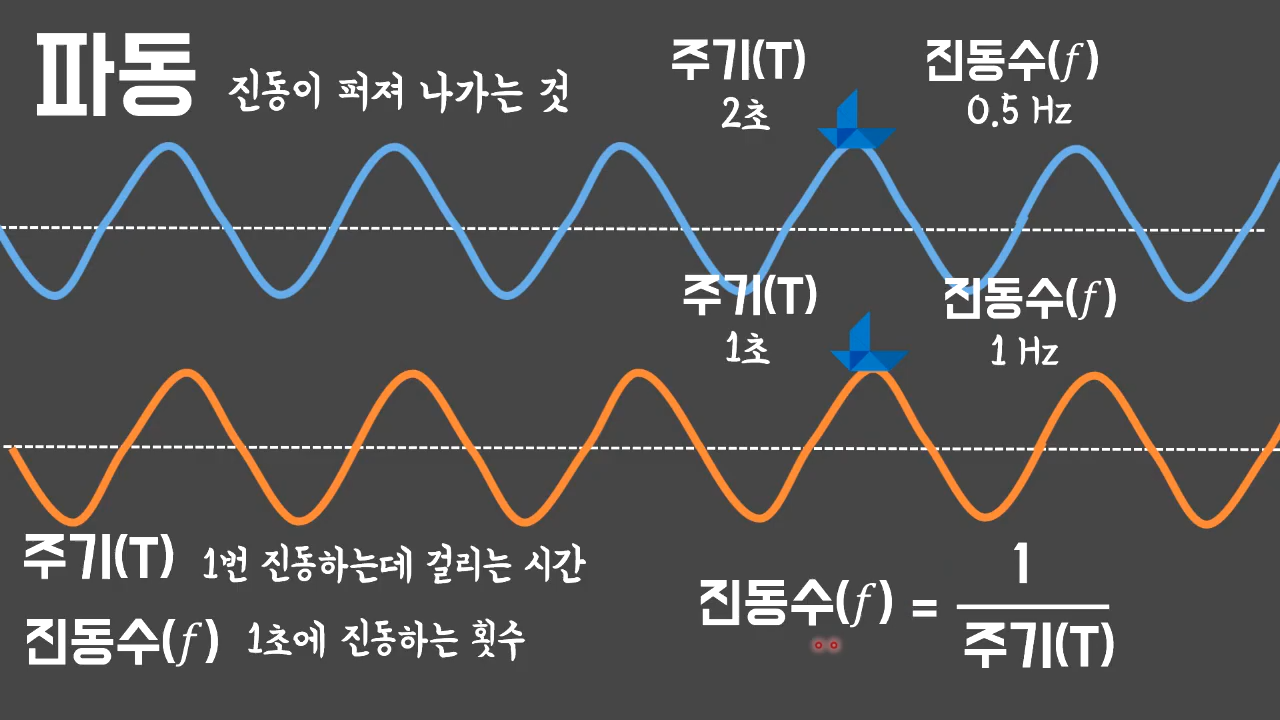 파동 진동이 퍼져 나가는 것
주기(T) 진동수(f)
2초 0.5 Hz
주기(T) 진동수(f)
1초 1 Hz
주기(T) 1번 진동하는데 걸리는 시간
진동수(f) 1초에 진동하는 횟수
진동수(f) =
1
주기(T)